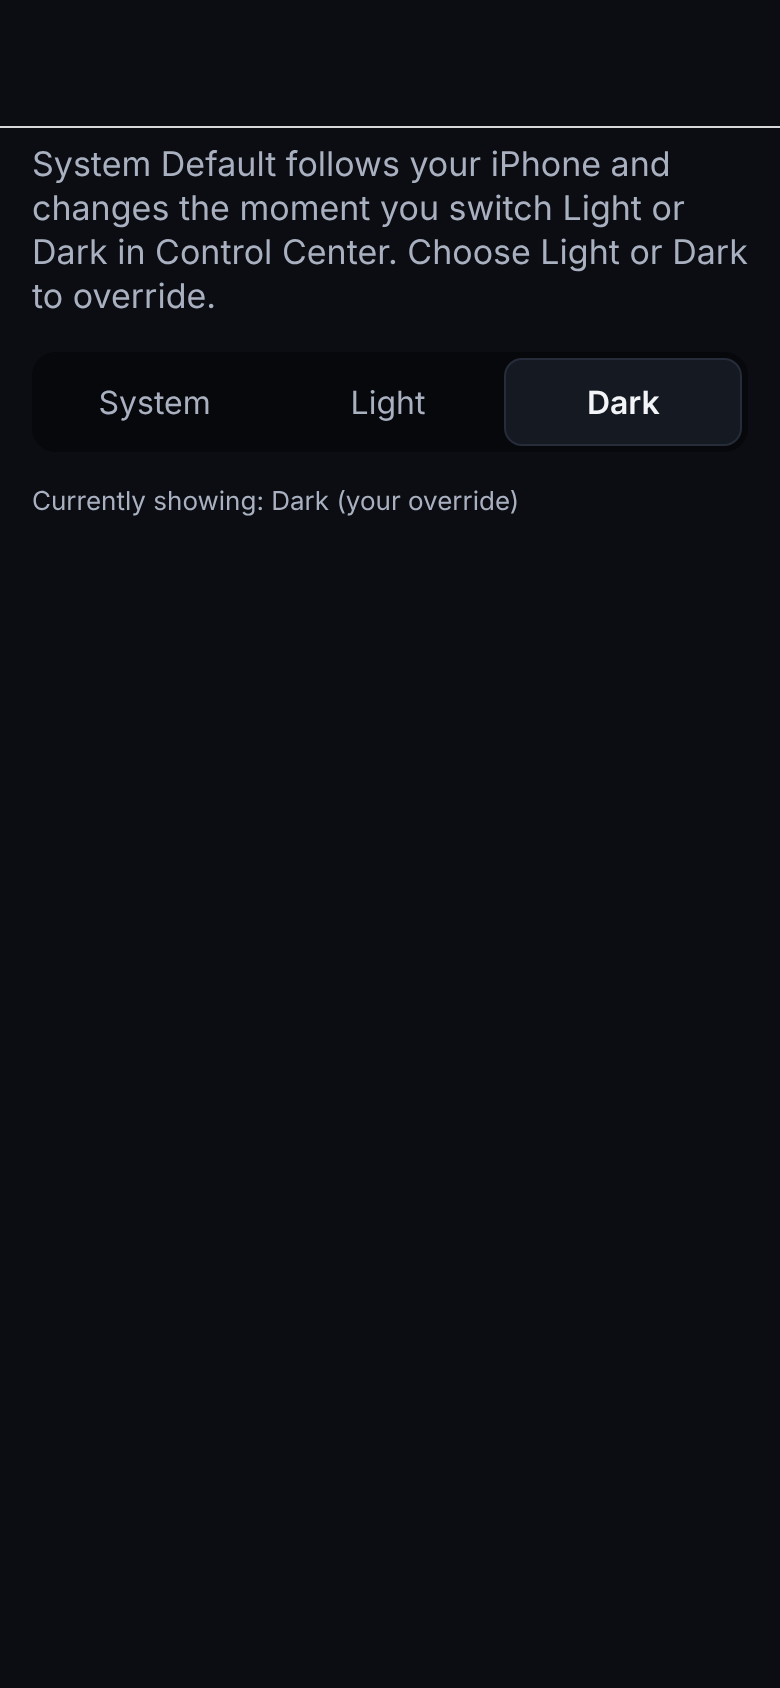 System Default follows your iPhone and
changes the moment you switch Light or
Dark in Control Center. Choose Light or Dark
to override.
System
Light
Dark
Currently showing: Dark (your override)